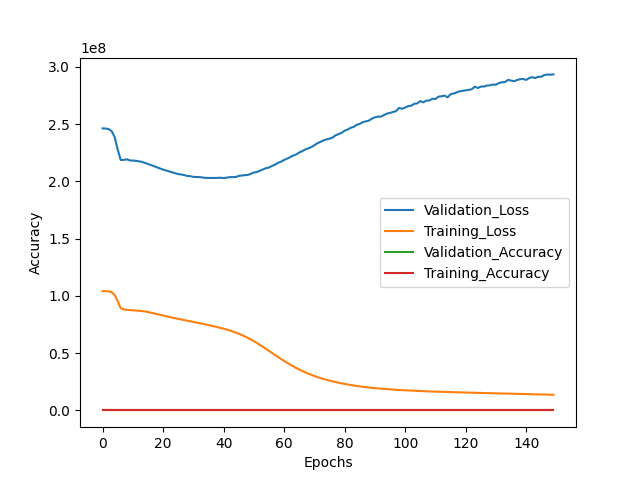 1e8
3.0
2.5
2.0
1.5
1.0
0.5
0.0
Accuracy
Validation_Loss
Training_Loss
Validation_Accuracy
Training_Accuracy
0 20 40 60 80 100 120 140
Epochs